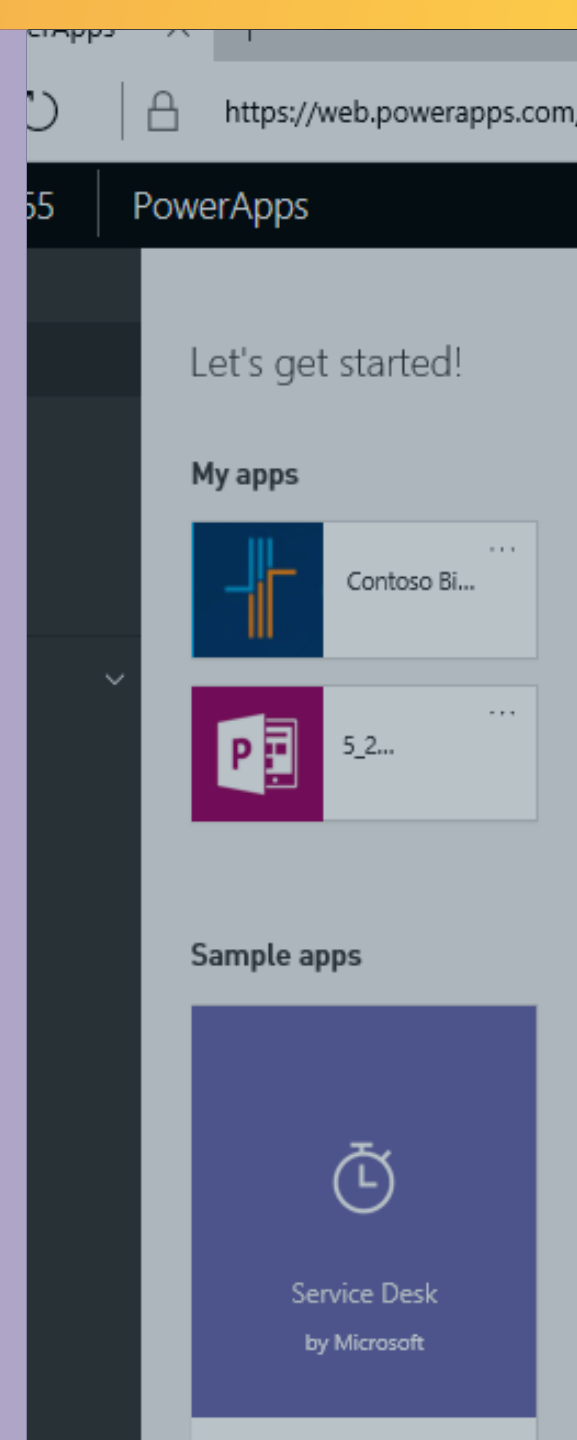 https://web.powerapps.com/
PowerApps
Let's get started!
My apps
...
Contoso Bi...
...
5_2...
Sample apps
Service Desk
by Microsoft